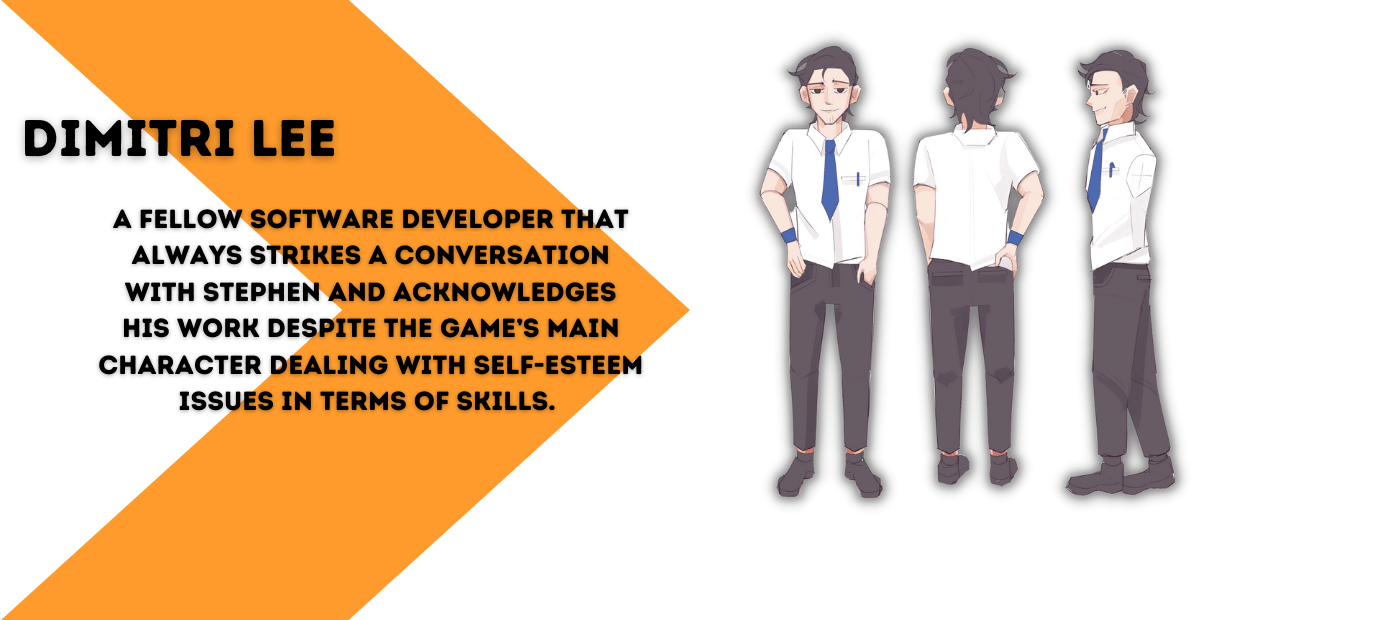 DIMITRI LEE
A FELLOW SOFTWARE DEVELOPER THAT
ALWAYS STRIKES A CONVERSATION
WITH STEPHEN AND ACKNOWLEDGES
HIS WORK DESPITE THE GAME'S MAIN
CHARACTER DEALING WITH SELF-ESTEEM
ISSUES IN TERMS OF SKILLS.